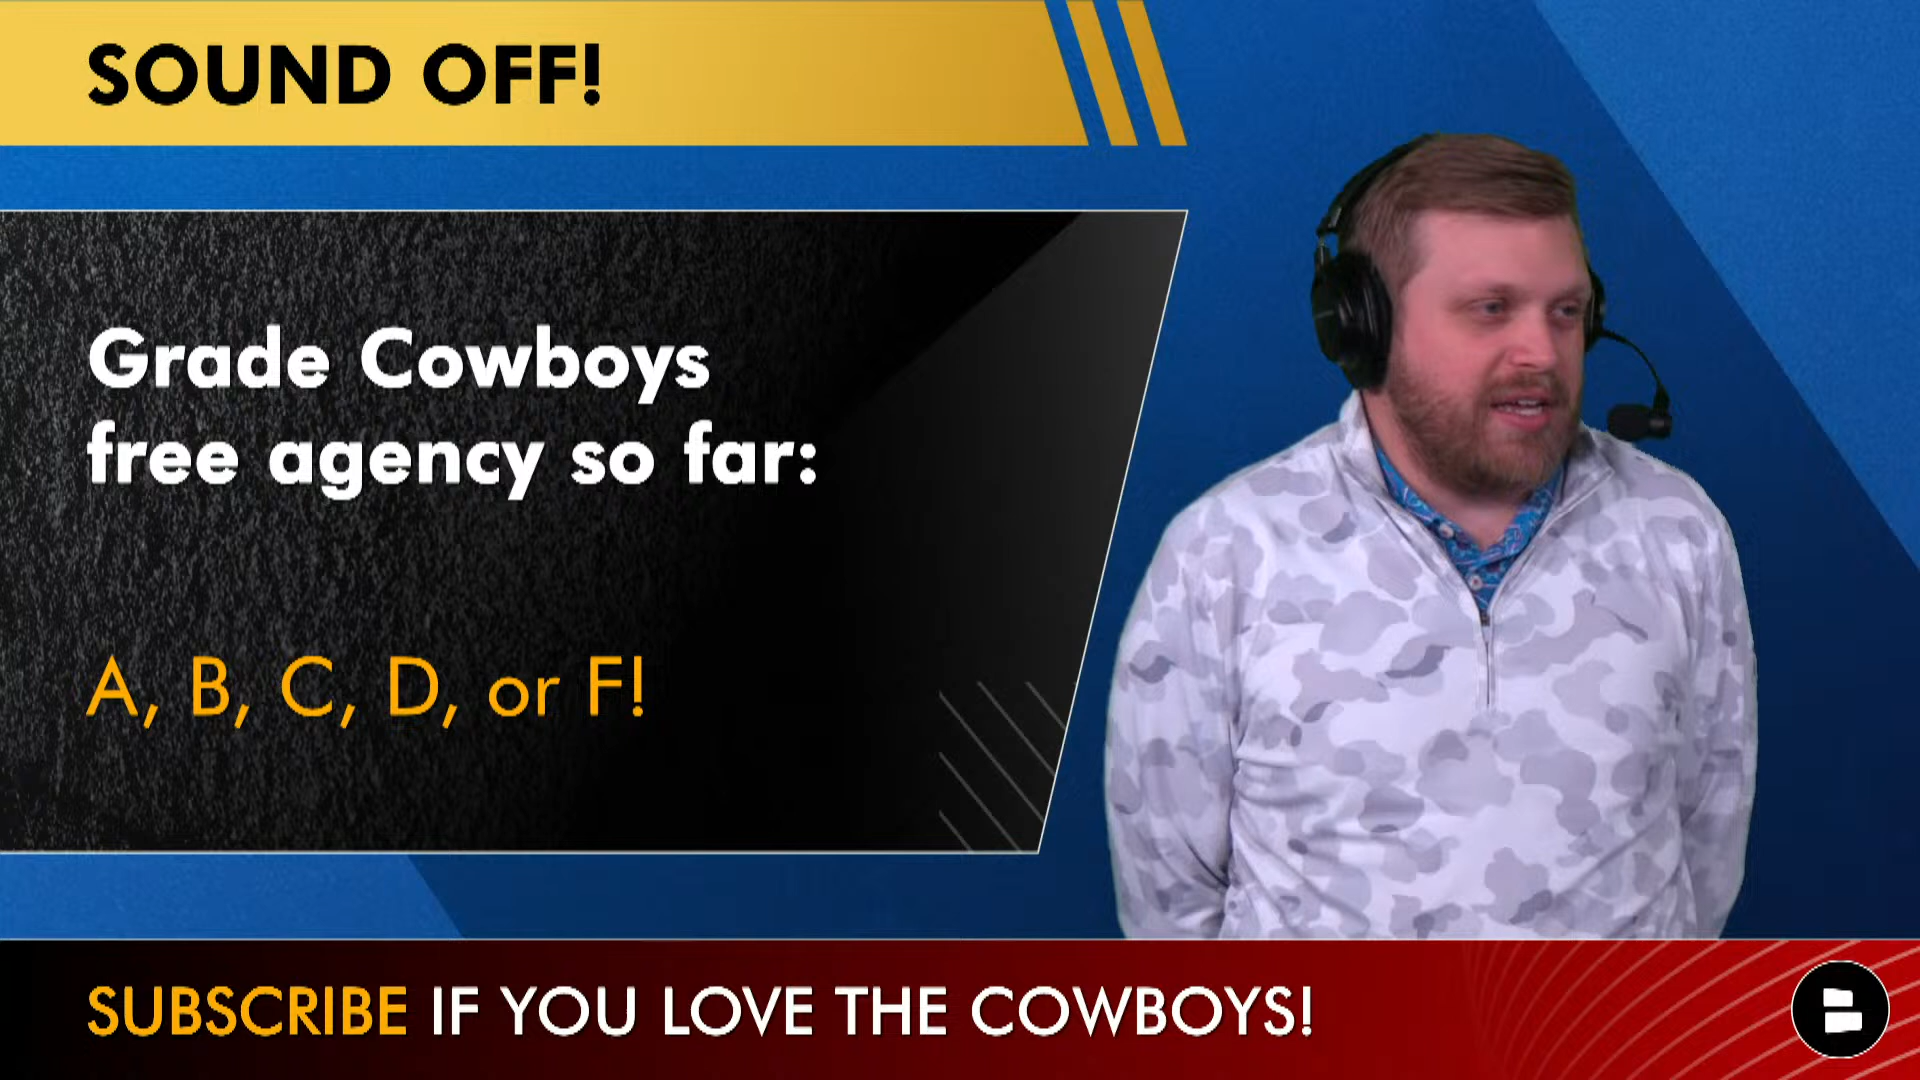 SOUND OFF!
Grade Cowboys
free agency so far:
A, B, C, D, or F!
SUBSCRIBE IF YOU LOVE THE COWBOYS!